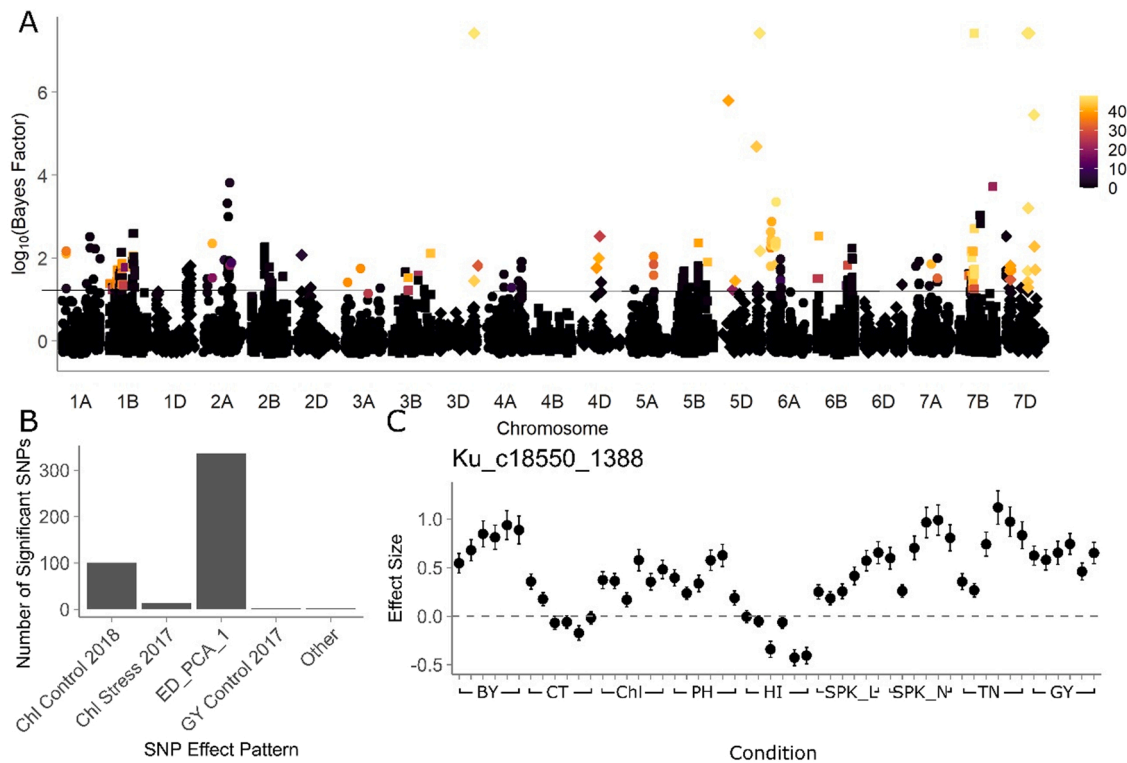 A
log10(Bayes Factor)
6
4
2
0
40
30
20
10
0
1A 1B 1D 2A 2B 2D 3A 3B 3D 4A 4B 4D 5A 5B 5D 6A 6B 6D 7A 7B 7D
Chromosome
B
Number of Significant SNPs
300
200
100
0
Chl Control 2018
Chl Stress 2017
ED_PCA_1
GY Control 2017
Other
SNP Effect Pattern
C
Ku_c18550_1388
Effect Size
1.0
0.5
0.0
-0.5
BY CT Chl PH HI SPK_L SPK_N TN GY
Condition